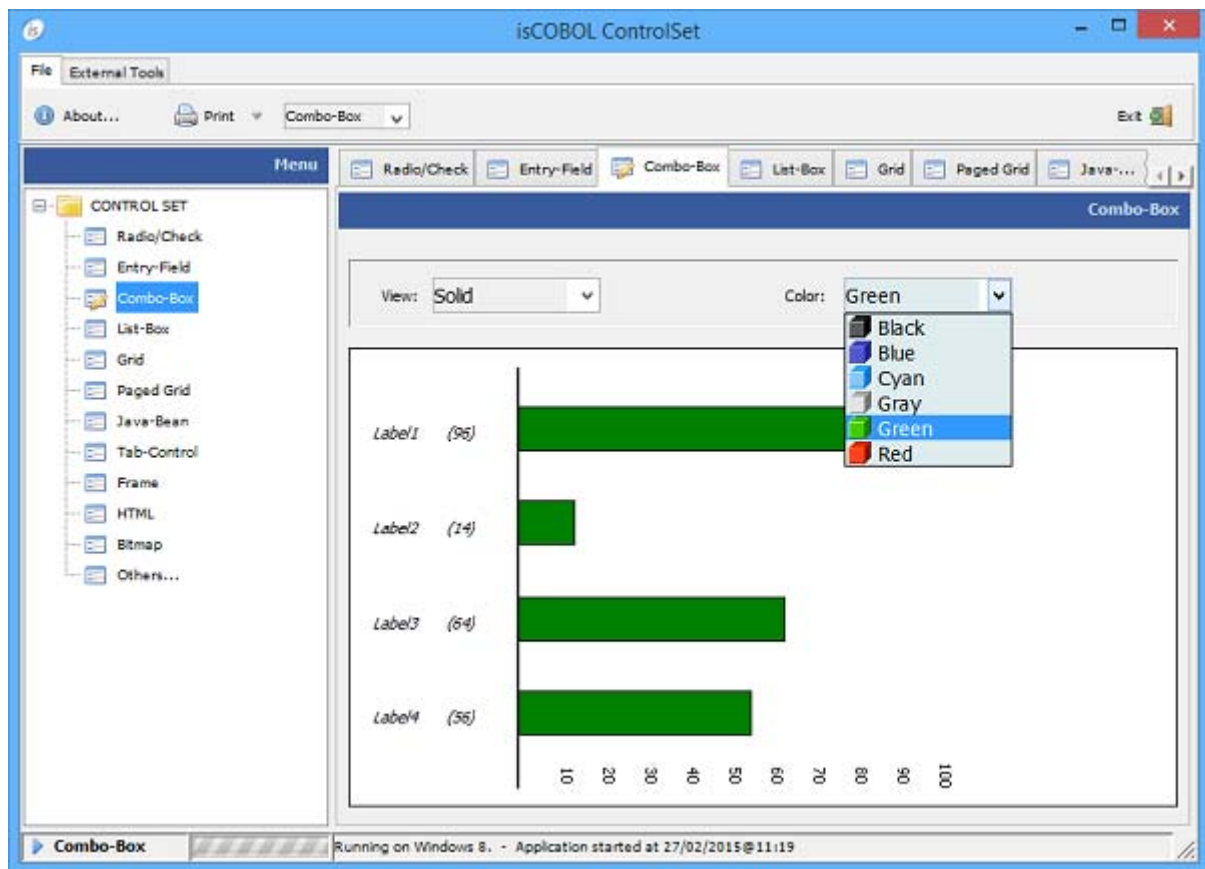 is
isCOBOL ControlSet
File External Tools
About... Print Combo-Box Exit
Menu
Radio/Check Entry-Field Combo-Box List-Box Grid Paged Grid Java-...
CONTROL SET
Radio/Check
Entry-Field
Combo-Box
List-Box
Grid
Paged Grid
Java-Bean
Tab-Control
Frame
HTML
Bitmap
Others...
Combo-Box
View: Solid Color: Green
Black
Blue
Cyan
Gray
Green
Red
Label1 (96)
Label2 (14)
Label3 (64)
Label4 (56)
10 20 30 40 50 60 70 80 90 100
Combo-Box Running on Windows 8. - Application started at 27/02/2015@11:19